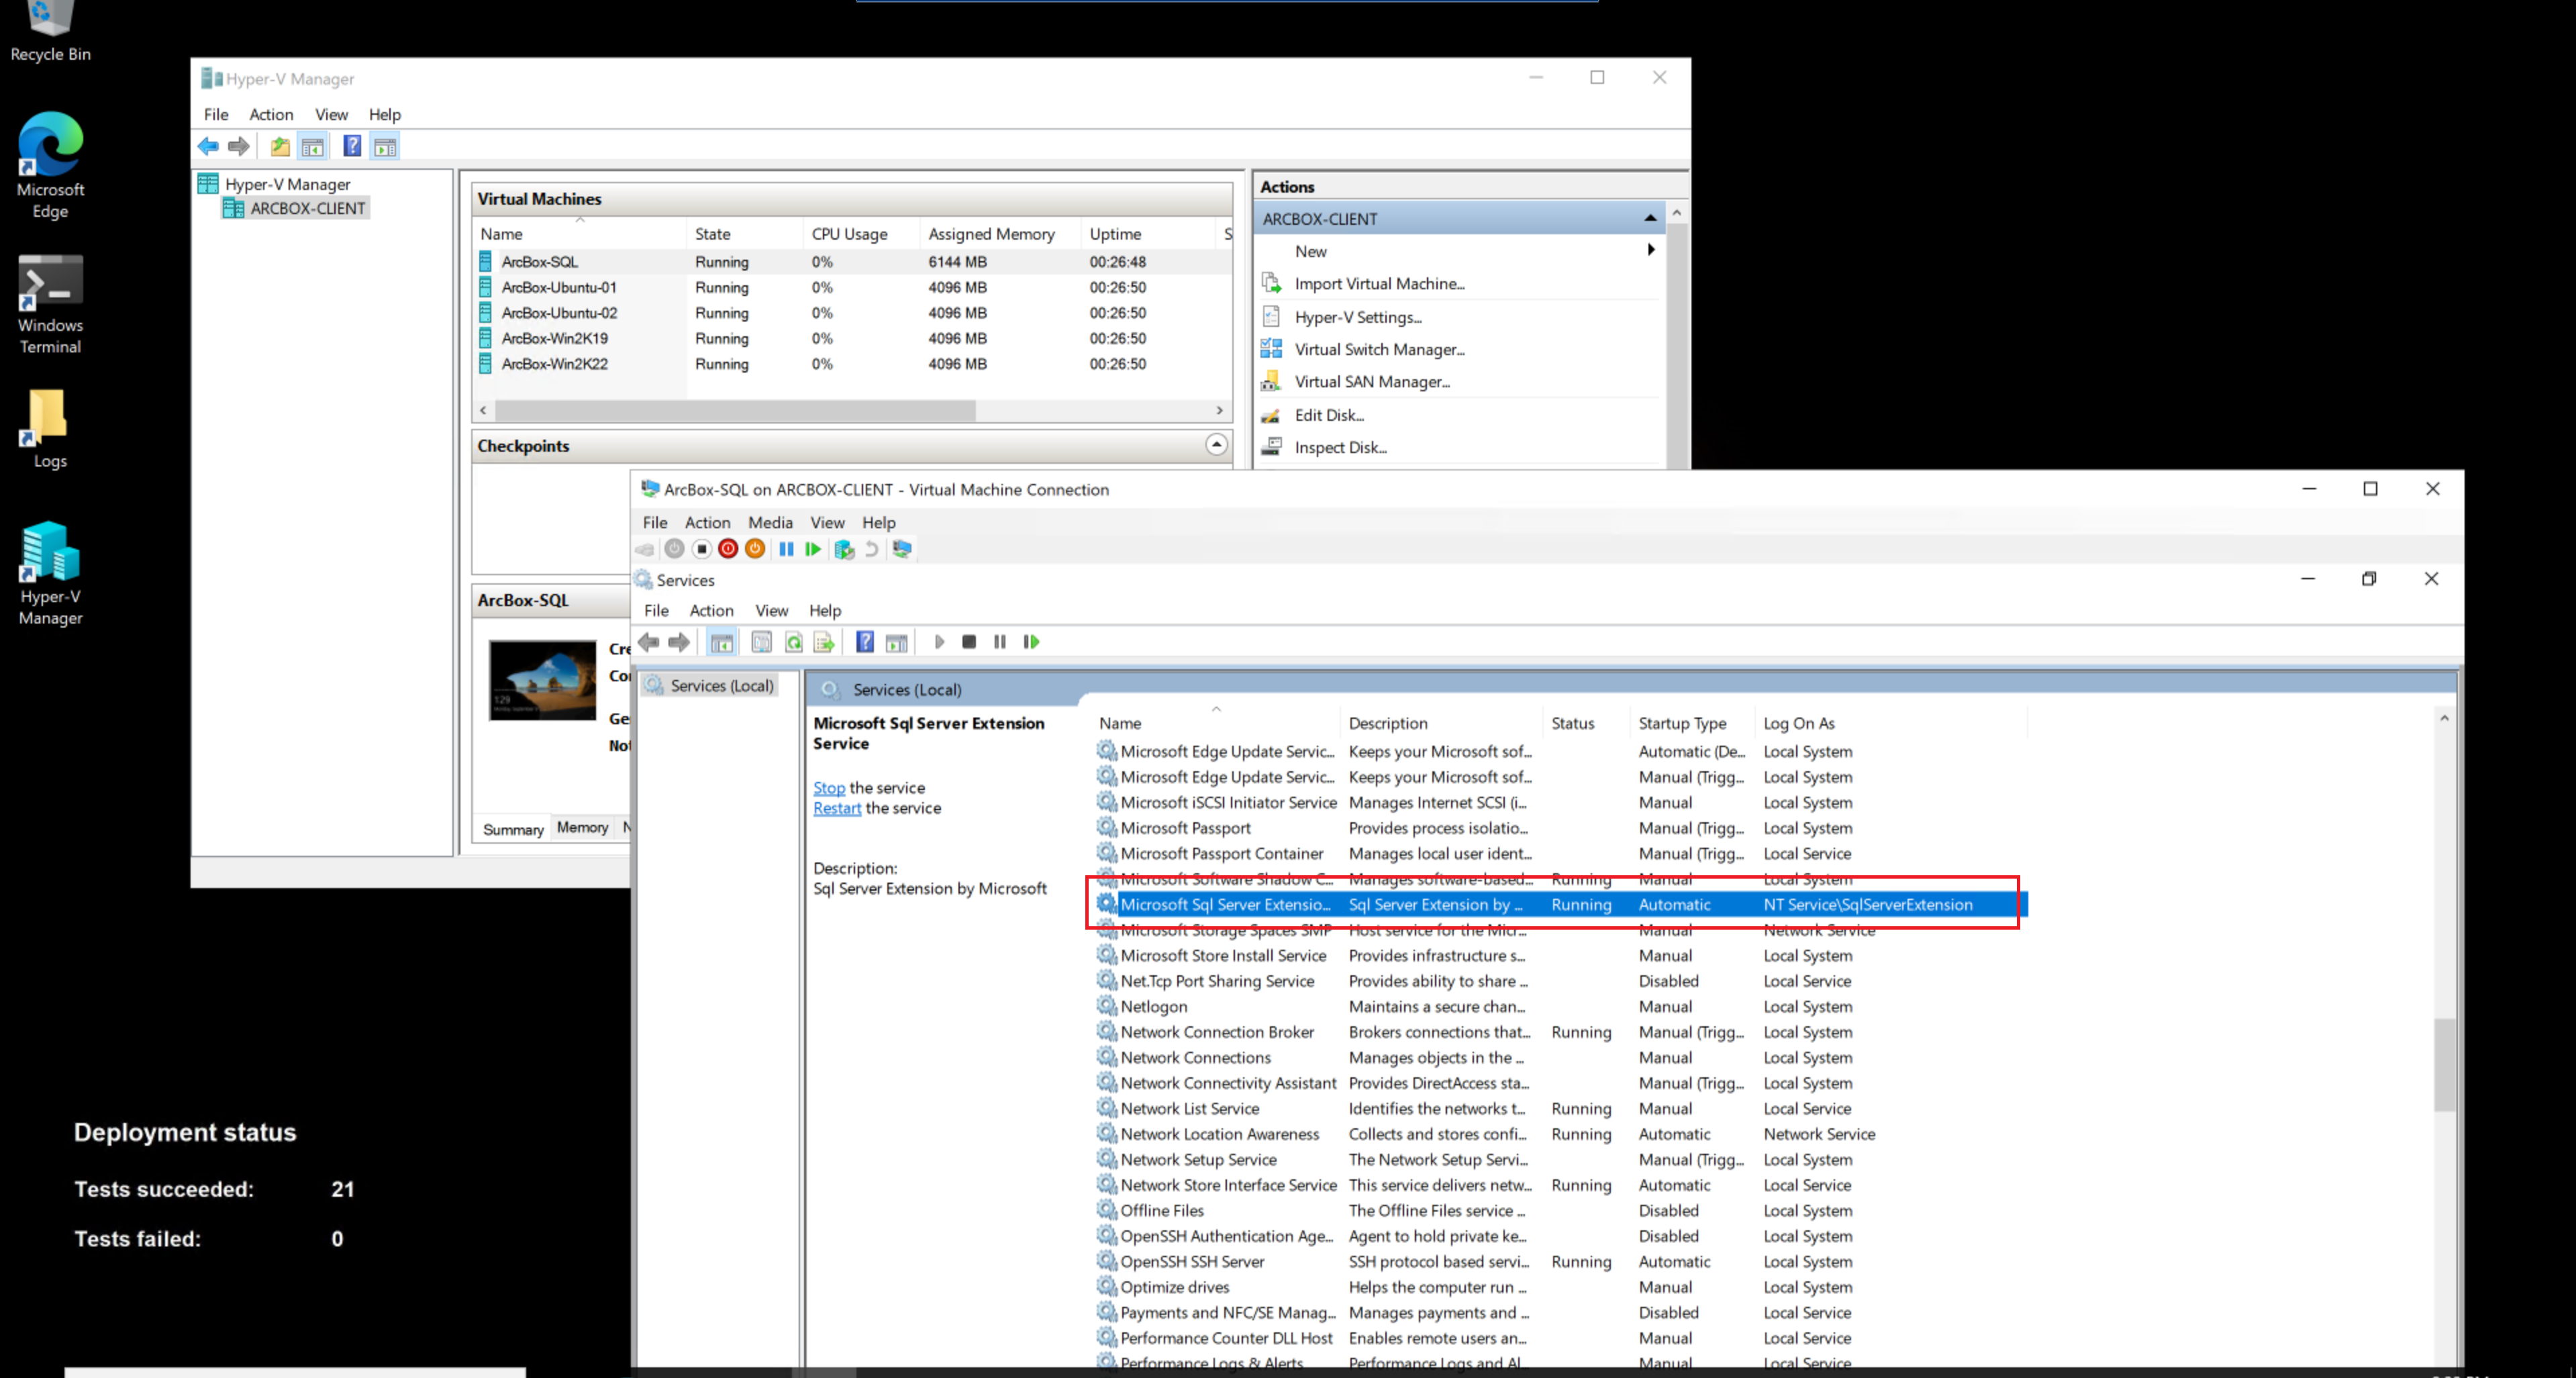 Recycle Bin
Microsoft
Edge
Windows
Terminal
Logs
Hyper-V
Manager
Hyper-V Manager
File Action View Help
Hyper-V Manager
ARCBOX-CLIENT
Virtual Machines
Name State CPU Usage Assigned Memory Uptime S
ArcBox-SQL Running 0% 6144 MB 00:26:48
ArcBox-Ubuntu-01 Running 0% 4096 MB 00:26:50
ArcBox-Ubuntu-02 Running 0% 4096 MB 00:26:50
ArcBox-Win2K19 Running 0% 4096 MB 00:26:50
ArcBox-Win2K22 Running 0% 4096 MB 00:26:50
Checkpoints
ArcBox-SQL
Cre
Co
Ge
No
Summary Memory N
Actions
ARCBOX-CLIENT
New
Import Virtual Machine...
Hyper-V Settings...
Virtual Switch Manager...
Virtual SAN Manager...
Edit Disk...
Inspect Disk...
ArcBox-SQL on ARCBOX-CLIENT - Virtual Machine Connection
File Action Media View Help
Services
File Action View Help
Services (Local)
Services (Local)
Microsoft Sql Server Extension
Service
Stop the service
Restart the service
Description:
Sql Server Extension by Microsoft
Name Description Status Startup Type Log On As
Microsoft Edge Update Servic... Keeps your Microsoft sof... Automatic (De... Local System
Microsoft Edge Update Servic... Keeps your Microsoft sof... Manual (Trigg... Local System
Microsoft iSCSI Initiator Service Manages Internet SCSI (i... Manual Local System
Microsoft Passport Provides process isolatio... Manual (Trigg... Local System
Microsoft Passport Container Manages local user ident... Manual (Trigg... Local Service
Microsoft Software Shadow C... Manages software-based... Running Manual Local System
Microsoft Sql Server Extensio... Sql Server Extension by ... Running Automatic NT Service\SqlServerExtension
Microsoft Storage Spaces SMP Host service for the Micr... Manual Network Service
Microsoft Store Install Service Provides infrastructure s... Manual Local System
Net.Tcp Port Sharing Service Provides ability to share ... Disabled Local Service
Netlogon Maintains a secure chan... Manual Local System
Network Connection Broker Brokers connections that... Running Manual (Trigg... Local System
Network Connections Manages objects in the ... Manual Local System
Network Connectivity Assistant Provides DirectAccess sta... Manual (Trigg... Local System
Network List Service Identifies the networks t... Running Manual Local Service
Network Location Awareness Collects and stores confi... Running Automatic Network Service
Network Setup Service The Network Setup Servi... Manual (Trigg... Local System
Network Store Interface Service This service delivers netw... Running Automatic Local Service
Offline Files The Offline Files service ... Disabled Local System
OpenSSH Authentication Age... Agent to hold private ke... Disabled Local System
OpenSSH SSH Server SSH protocol based servi... Running Automatic Local System
Optimize drives Helps the computer run ... Manual Local System
Payments and NFC/SE Manag... Manages payments and ... Disabled Local Service
Performance Counter DLL Host Enables remote users an... Manual Local Service
Performance Logs & Alerts Performance Logs and Al... Manual Local Service
Deployment status
Tests succeeded: 21
Tests failed: 0